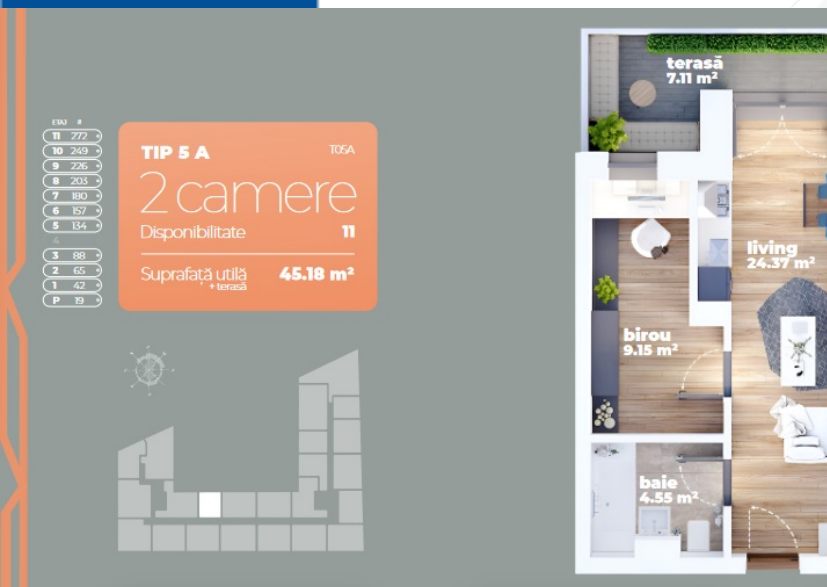 ETAJ #
11 272
10 249
9 226
8 203
7 180
6 157
5 134
4
3 88
2 65
1 42
P 19
TIP 5 A T05A
2 camere
Disponibilitate 11
Suprafață utilă 45.18 m²
+ terasă
terasă
7.11 m²
living
24.37 m²
birou
9.15 m²
baie
4.55 m²